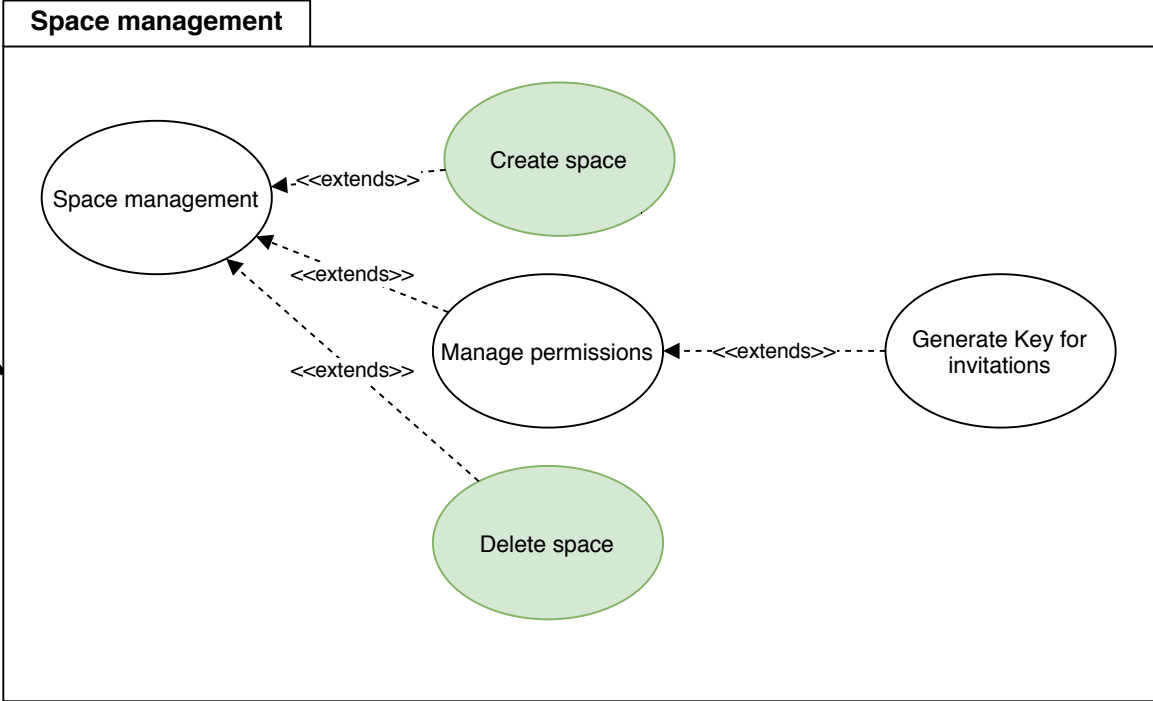 Space management
Create space
<<extends>>
Space management
<<extends>>
Manage permissions
<<extends>>
Generate Key for
invitations
<<extends>>
Delete space